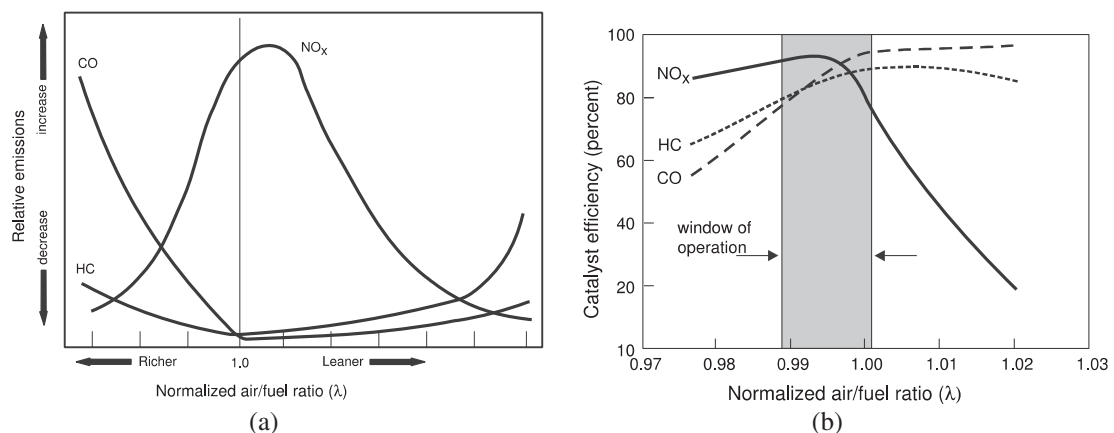 CO
NOx
HC
Relative emissions
increase
decrease
Richer
1.0
Leaner
Normalized air/fuel ratio (λ)
(a)
100
80
60
40
20
10
Catalyst efficiency (percent)
NOx
HC
CO
window of
operation
0.97
0.98
0.99
1.00
1.01
1.02
1.03
Normalized air/fuel ratio (λ)
(b)